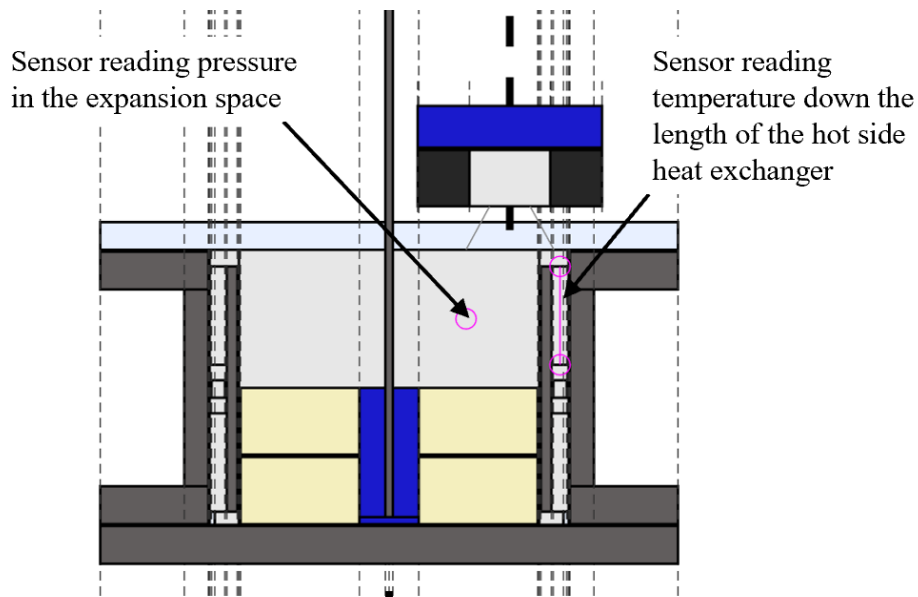 Sensor reading pressure
in the expansion space
Sensor reading
temperature down the
length of the hot side
heat exchanger